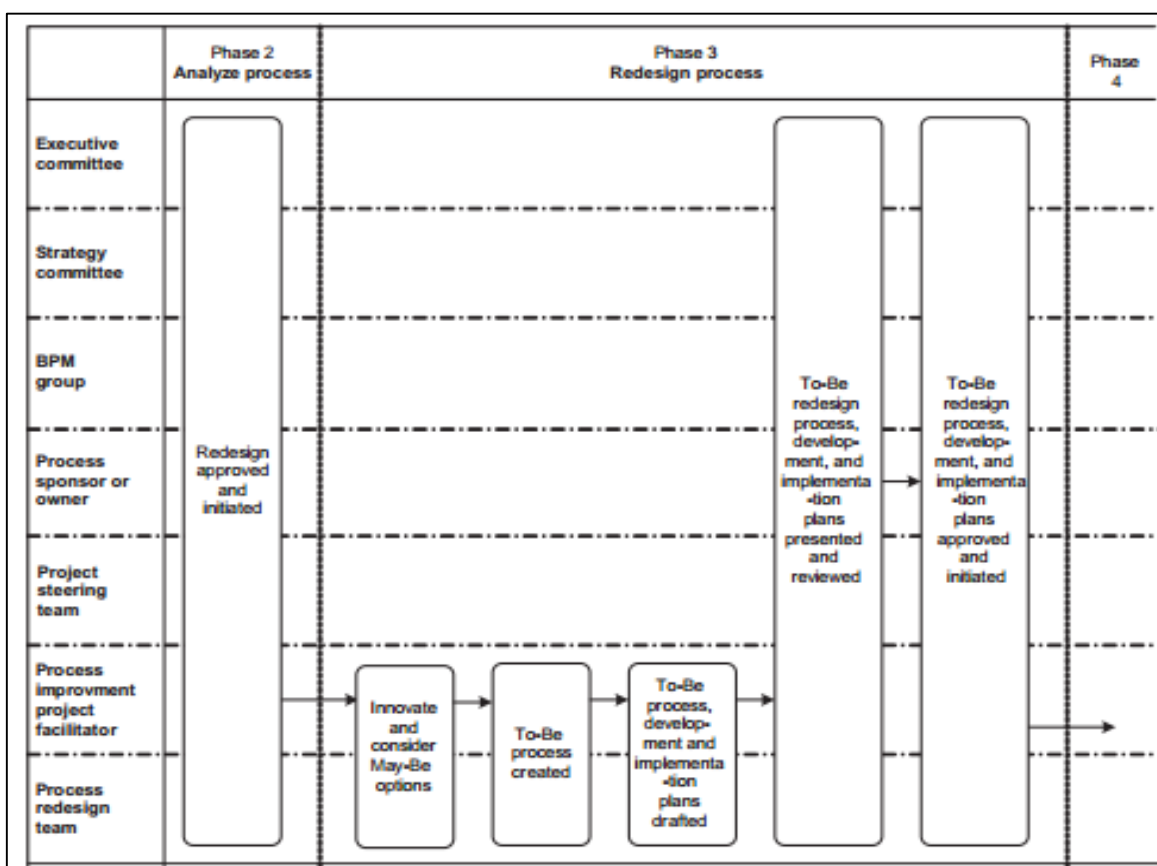 Phase 2
Analyze process
Phase 3
Redesign process
Phase
4
Executive
committee
Strategy
committee
BPM
group
Process
sponsor or
owner
Project
steering
team
Process
improvment
project
facilitator
Process
redesign
team
Redesign
approved
and
initiated
Innovate
and
consider
May-Be
options
To-Be
process
created
To-Be
process,
develop-
ment and
implementa
-tion
plans
drafted
To-Be
redesign
process,
develop-
ment, and
implementa
-tion
plans
presented
and
reviewed
To-Be
redesign
process,
develop-
ment, and
implementa
-tion
plans
approved
and
initiated